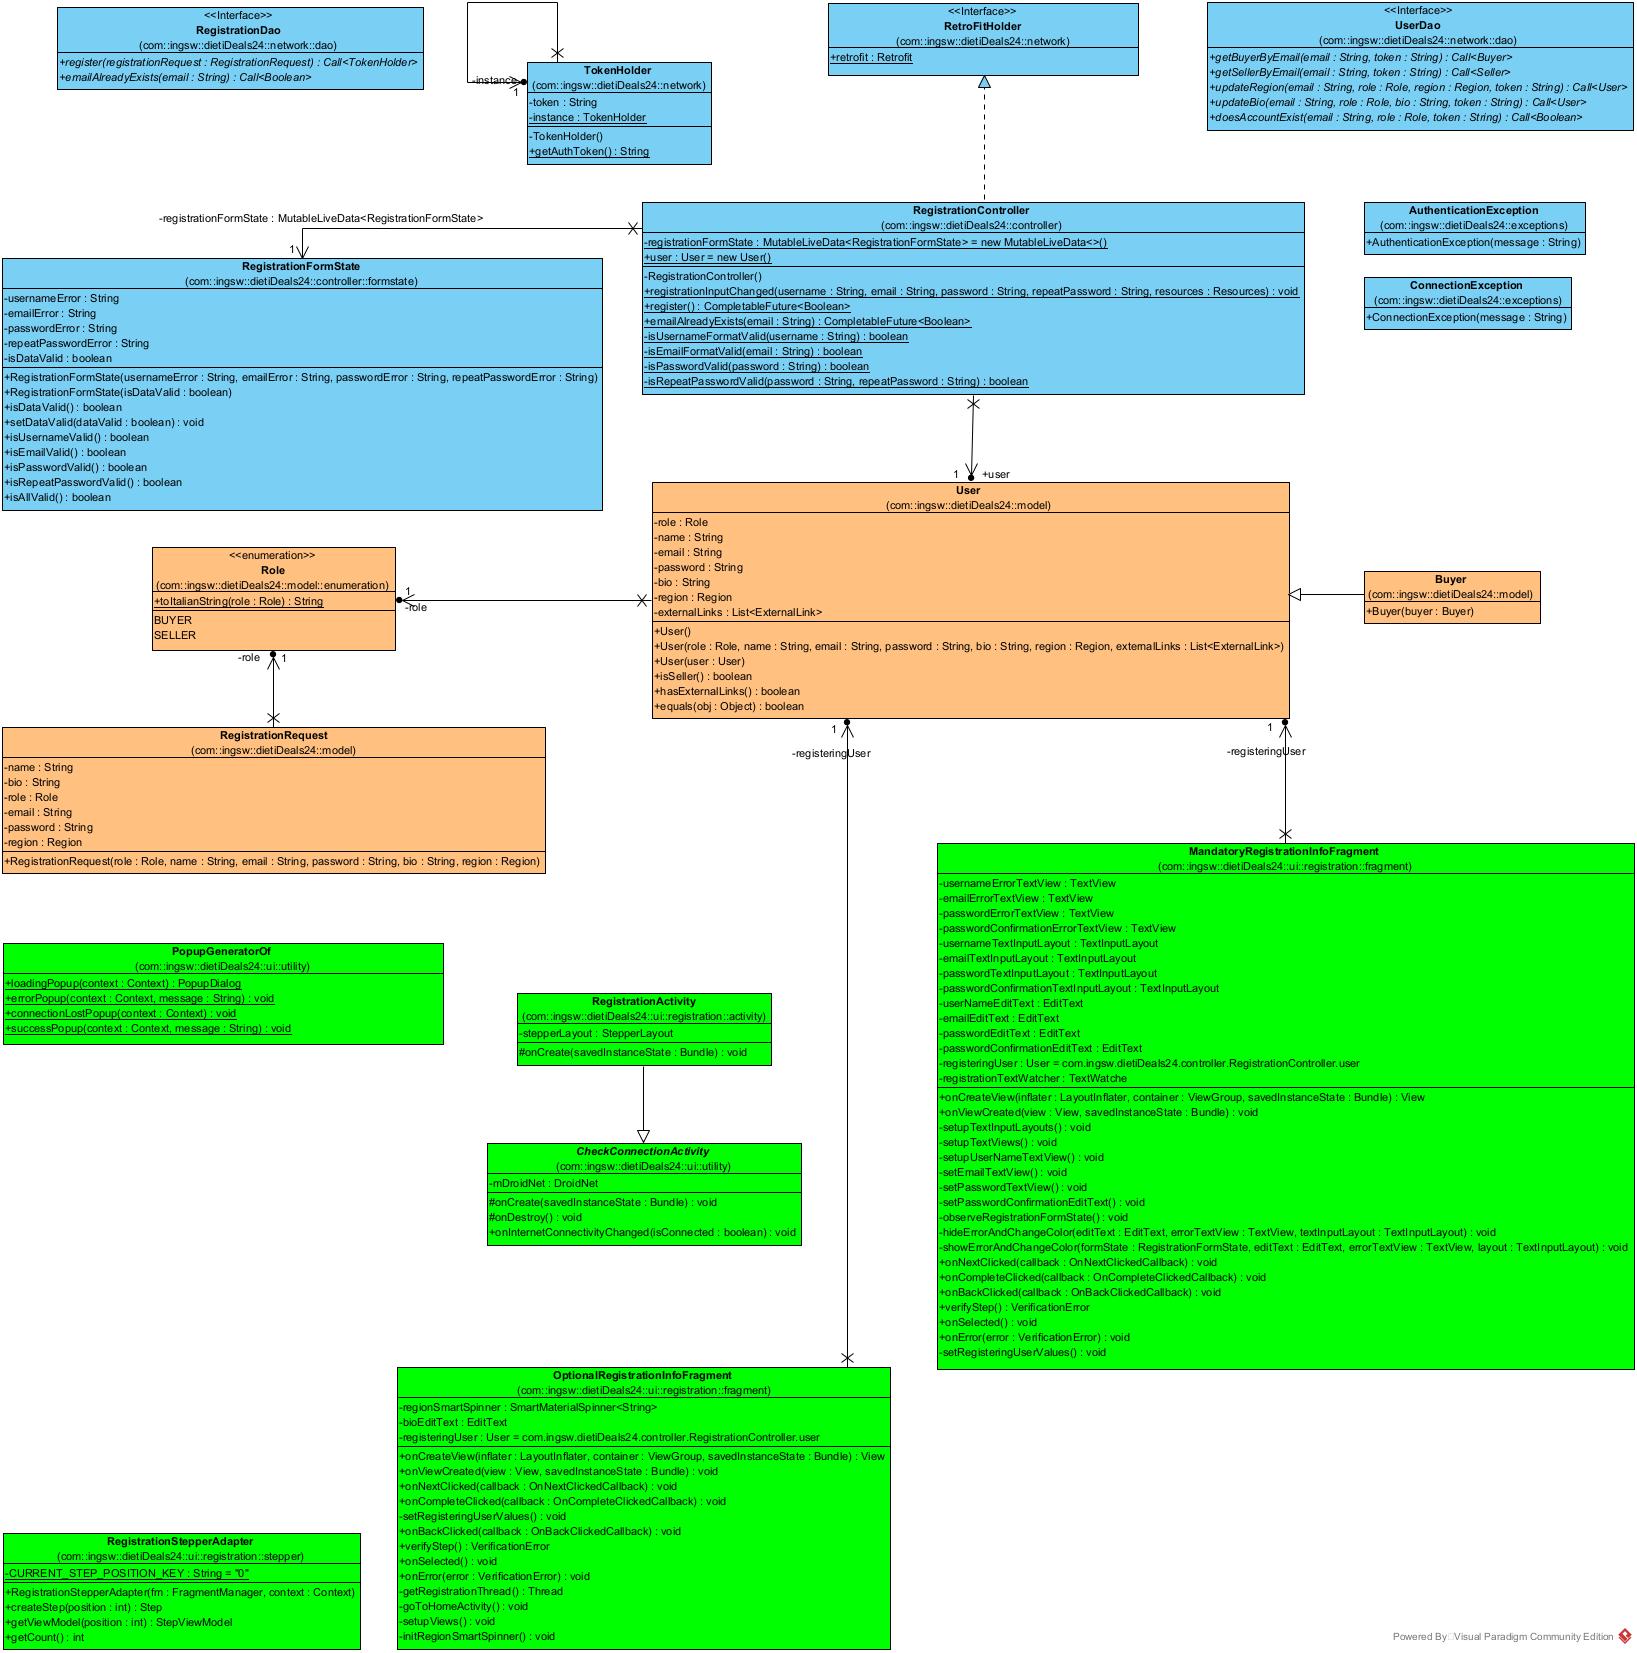 <<Interface>>
RegistrationDao
(com::ingsw::dietiDeals24::network::dao)
+register(registrationRequest : RegistrationRequest) : Call<TokenHolder>
+emailAlreadyExists(email : String) : Call<Boolean>
-instance
1
TokenHolder
(com::ingsw::dietiDeals24::network)
-token : String
-instance : TokenHolder
-TokenHolder()
+getAuthToken() : String
<<Interface>>
RetroFitHolder
(com::ingsw::dietiDeals24::network)
+retrofit : Retrofit
<<Interface>>
UserDao
(com::ingsw::dietiDeals24::network::dao)
+getBuyerByEmail(email : String, token : String) : Call<Buyer>
+getSellerByEmail(email : String, token : String) : Call<Seller>
+updateRegion(email : String, role : Role, region : Region, token : String) : Call<User>
+updateBio(email : String, role : Role, bio : String, token : String) : Call<User>
+doesAccountExist(email : String, role : Role, token : String) : Call<Boolean>
-registrationFormState : MutableLiveData<RegistrationFormState>
1
RegistrationController
(com::ingsw::dietiDeals24::controller)
-registrationFormState : MutableLiveData<RegistrationFormState> = new MutableLiveData<>()
+user : User = new User()
-RegistrationController()
+registrationInputChanged(username : String, email : String, password : String, repeatPassword : String, resources : Resources) : void
+register() : CompletableFuture<Boolean>
+emailAlreadyExists(email : String) : CompletableFuture<Boolean>
-isUsernameFormatValid(username : String) : boolean
-isEmailFormatValid(email : String) : boolean
-isPasswordValid(password : String) : boolean
-isRepeatPasswordValid(password : String, repeatPassword : String) : boolean
AuthenticationException
(com::ingsw::dietiDeals24::exceptions)
+AuthenticationException(message : String)
ConnectionException
(com::ingsw::dietiDeals24::exceptions)
+ConnectionException(message : String)
RegistrationFormState
(com::ingsw::dietiDeals24::controller::formstate)
-usernameError : String
-emailError : String
-passwordError : String
-repeatPasswordError : String
-isDataValid : boolean
+RegistrationFormState(usernameError : String, emailError : String, passwordError : String, repeatPasswordError : String)
+RegistrationFormState(isDataValid : boolean)
+isDataValid() : boolean
+setDataValid(dataValid : boolean) : void
+isUsernameValid() : boolean
+isEmailValid() : boolean
+isPasswordValid() : boolean
+isRepeatPasswordValid() : boolean
+isAllValid() : boolean
1
+user
User
(com::ingsw::dietiDeals24::model)
-role : Role
-name : String
-email : String
-password : String
-bio : String
-region : Region
-externalLinks : List<ExternalLink>
+User()
+User(role : Role, name : String, email : String, password : String, bio : String, region : Region, externalLinks : List<ExternalLink>)
+User(user : User)
+isSeller() : boolean
+hasExternalLinks() : boolean
+equals(obj : Object) : boolean
<<enumeration>>
Role
(com::ingsw::dietiDeals24::model::enumeration)
+toItalianString(role : Role) : String
BUYER
SELLER
1
-role
-role
1
Buyer
(com::ingsw::dietiDeals24::model)
+Buyer(buyer : Buyer)
RegistrationRequest
(com::ingsw::dietiDeals24::model)
-name : String
-bio : String
-role : Role
-email : String
-password : String
-region : Region
+RegistrationRequest(role : Role, name : String, email : String, password : String, bio : String, region : Region)
1
-registeringUser
1
-registeringUser
MandatoryRegistrationInfoFragment
(com::ingsw::dietiDeals24::ui::registration::fragment)
-usernameErrorTextView : TextView
-emailErrorTextView : TextView
-passwordErrorTextView : TextView
-passwordConfirmationErrorTextView : TextView
-usernameTextInputLayout : TextInputLayout
-emailTextInputLayout : TextInputLayout
-passwordTextInputLayout : TextInputLayout
-passwordConfirmationTextInputLayout : TextInputLayout
-userNameEditText : EditText
-emailEditText : EditText
-passwordEditText : EditText
-passwordConfirmationEditText : EditText
-registeringUser : User = com.ingsw.dietiDeals24.controller.RegistrationController.user
-registrationTextWatcher : TextWatche
+onCreateView(inflater : LayoutInflater, container : ViewGroup, savedInstanceState : Bundle) : View
+onViewCreated(view : View, savedInstanceState : Bundle) : void
-setupTextInputLayouts() : void
-setupTextViews() : void
-setupUserNameTextView() : void
-setEmailTextView() : void
-setPasswordTextView() : void
-setPasswordConfirmationEditText() : void
-observeRegistrationFormState() : void
-hideErrorAndChangeColor(editText : EditText, errorTextView : TextView, textInputLayout : TextInputLayout) : void
-showErrorAndChangeColor(formState : RegistrationFormState, editText : EditText, errorTextView : TextView, layout : TextInputLayout) : void
+onNextClicked(callback : OnNextClickedCallback) : void
+onCompleteClicked(callback : OnCompleteClickedCallback) : void
+onBackClicked(callback : OnBackClickedCallback) : void
+verifyStep() : VerificationError
+onSelected() : void
+onError(error : VerificationError) : void
-setRegisteringUserValues() : void
PopupGeneratorOf
(com::ingsw::dietiDeals24::ui::utility)
+loadingPopup(context : Context) : PopupDialog
+errorPopup(context : Context, message : String) : void
+connectionLostPopup(context : Context) : void
+successPopup(context : Context, message : String) : void
RegistrationActivity
(com::ingsw::dietiDeals24::ui::registration::activity)
-stepperLayout : StepperLayout
#onCreate(savedInstanceState : Bundle) : void
CheckConnectionActivity
(com::ingsw::dietiDeals24::ui::utility)
-mDroidNet : DroidNet
#onCreate(savedInstanceState : Bundle) : void
#onDestroy() : void
+onInternetConnectivityChanged(isConnected : boolean) : void
OptionalRegistrationInfoFragment
(com::ingsw::dietiDeals24::ui::registration::fragment)
-regionSmartSpinner : SmartMaterialSpinner<String>
-bioEditText : EditText
-registeringUser : User = com.ingsw.dietiDeals24.controller.RegistrationController.user
+onCreateView(inflater : LayoutInflater, container : ViewGroup, savedInstanceState : Bundle) : View
+onViewCreated(view : View, savedInstanceState : Bundle) : void
+onNextClicked(callback : OnNextClickedCallback) : void
+onCompleteClicked(callback : OnCompleteClickedCallback) : void
-setRegisteringUserValues() : void
+onBackClicked(callback : OnBackClickedCallback) : void
+verifyStep() : VerificationError
+onSelected() : void
+onError(error : VerificationError) : void
-getRegistrationThread() : Thread
-goToHomeActivity() : void
-setupViews() : void
-initRegionSmartSpinner() : void
RegistrationStepperAdapter
(com::ingsw::dietiDeals24::ui::registration::stepper)
-CURRENT_STEP_POSITION_KEY : String = "0"
+RegistrationStepperAdapter(fm : FragmentManager, context : Context)
+createStep(position : int) : Step
+getViewModel(position : int) : StepViewModel
+getCount() : int
Powered By Visual Paradigm Community Edition